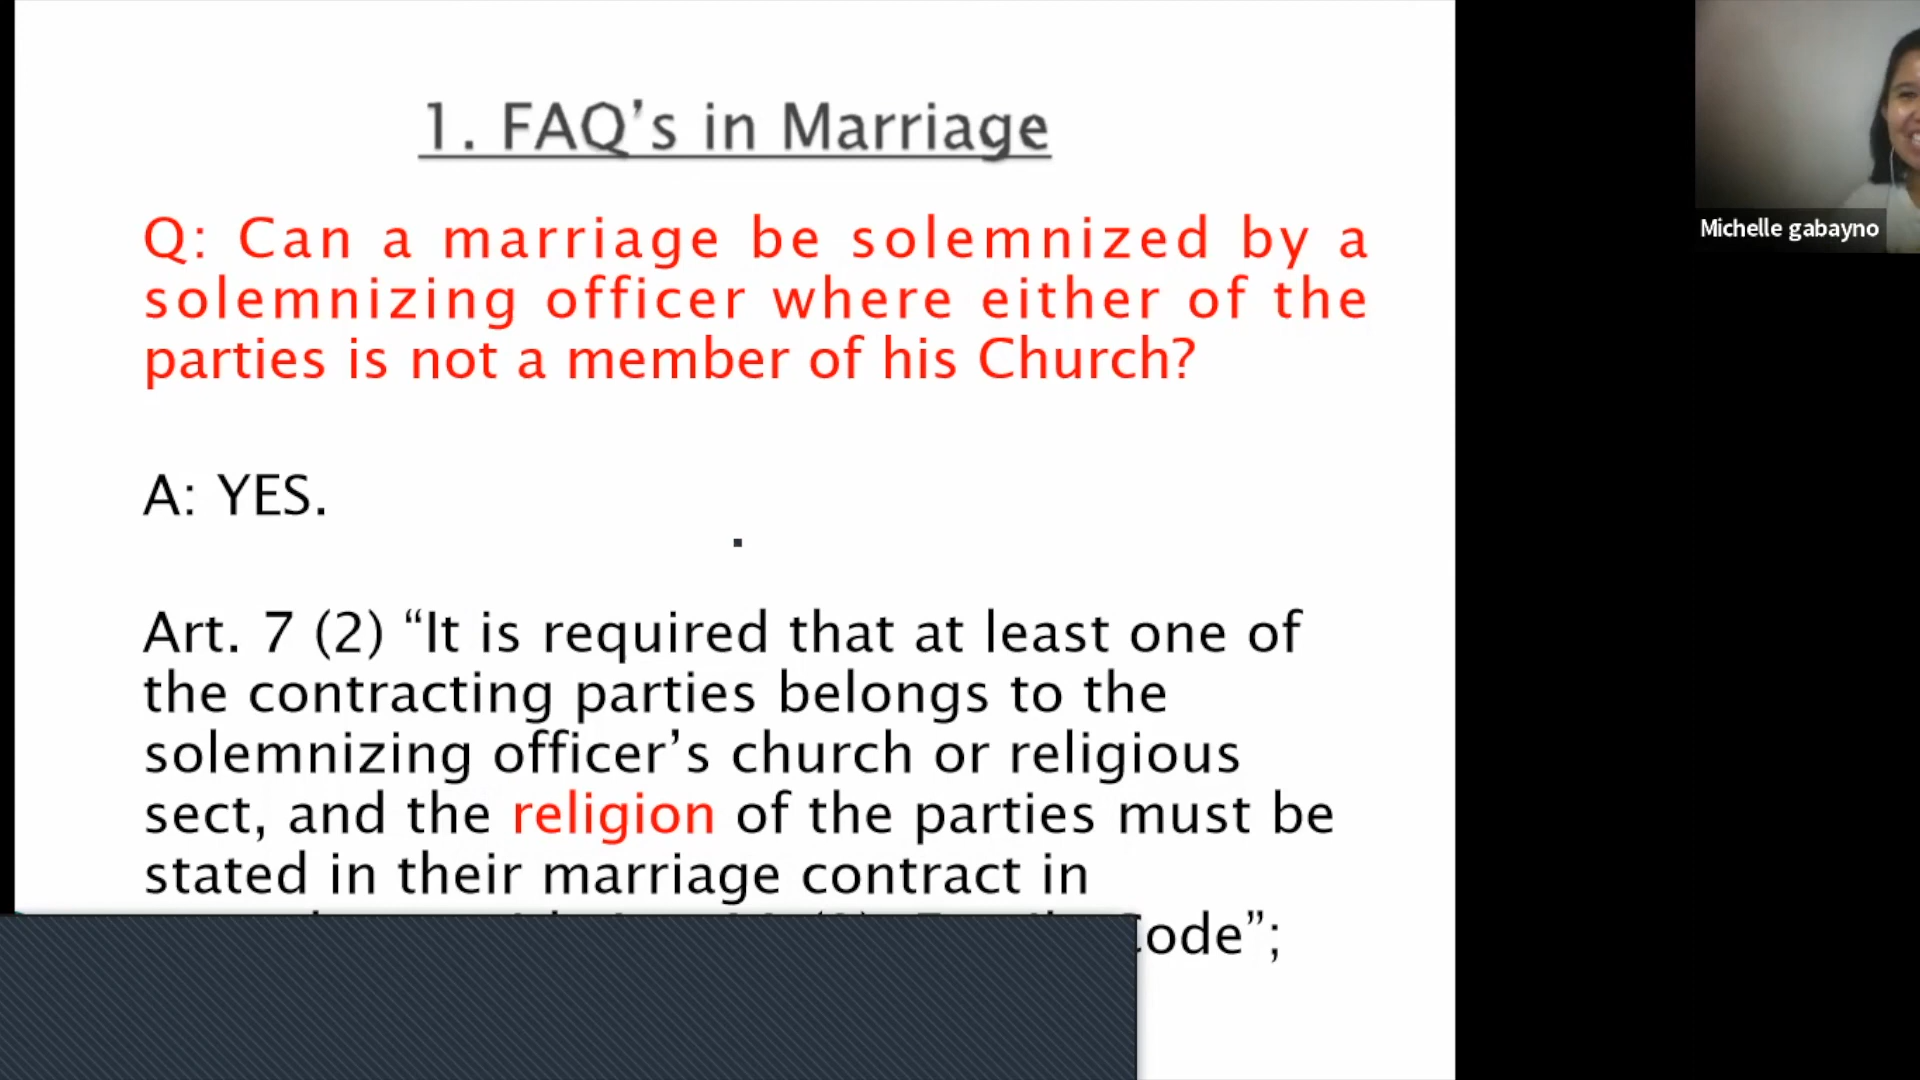 1. FAQ’s in Marriage
Q: Can a marriage be solemnized by a
solemnizing officer where either of the
parties is not a member of his Church?
A: YES.
Art. 7 (2) “It is required that at least one of
the contracting parties belongs to the
solemnizing officer’s church or religious
sect, and the religion of the parties must be
stated in their marriage contract in
Code”;
Michelle gabayno